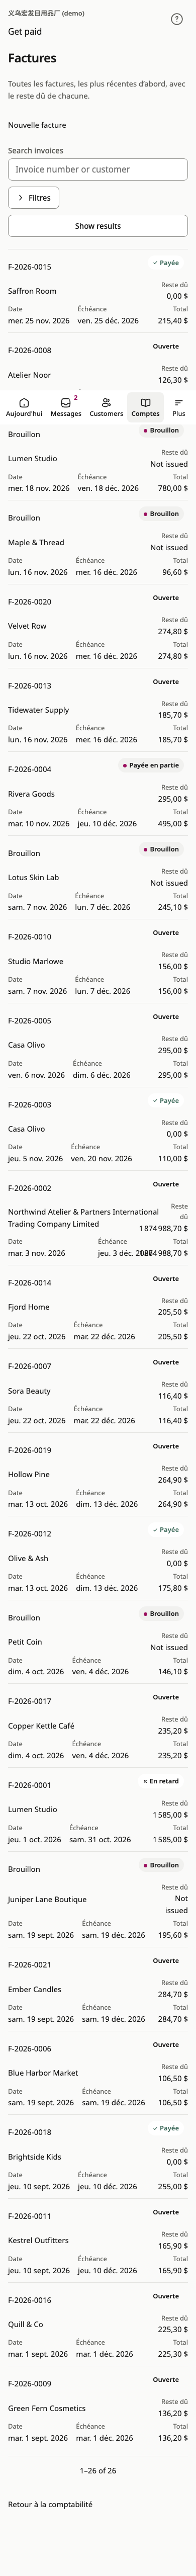 义乌宏发日用品厂 (demo)
Get paid
Factures
Toutes les factures, les plus récentes d’abord, avec
le reste dû de chacune.
Nouvelle facture
Search invoices
Invoice number or customer
Filtres
Show results
F-2026-0015
Payée
Saffron Room
Reste dû
0,00 $
Date
Échéance
Total
mer. 25 nov. 2026
ven. 25 déc. 2026
215,40 $
F-2026-0008
Ouverte
Atelier Noor
Reste dû
126,30 $
Aujourd’hui
2
Messages
Customers
Comptes
Plus
Brouillon
Brouillon
Lumen Studio
Reste dû
Not issued
Date
Échéance
Total
mer. 18 nov. 2026
ven. 18 déc. 2026
780,00 $
Brouillon
Brouillon
Maple & Thread
Reste dû
Not issued
Date
Échéance
Total
lun. 16 nov. 2026
mer. 16 déc. 2026
96,60 $
F-2026-0020
Ouverte
Velvet Row
Reste dû
274,80 $
Date
Échéance
Total
lun. 16 nov. 2026
mer. 16 déc. 2026
274,80 $
F-2026-0013
Ouverte
Tidewater Supply
Reste dû
185,70 $
Date
Échéance
Total
lun. 16 nov. 2026
mer. 16 déc. 2026
185,70 $
F-2026-0004
Payée en partie
Rivera Goods
Reste dû
295,00 $
Date
Échéance
Total
mar. 10 nov. 2026
jeu. 10 déc. 2026
495,00 $
Brouillon
Brouillon
Lotus Skin Lab
Reste dû
Not issued
Date
Échéance
Total
sam. 7 nov. 2026
lun. 7 déc. 2026
245,10 $
F-2026-0010
Ouverte
Studio Marlowe
Reste dû
156,00 $
Date
Échéance
Total
sam. 7 nov. 2026
lun. 7 déc. 2026
156,00 $
F-2026-0005
Ouverte
Casa Olivo
Reste dû
295,00 $
Date
Échéance
Total
ven. 6 nov. 2026
dim. 6 déc. 2026
295,00 $
F-2026-0003
Payée
Casa Olivo
Reste dû
0,00 $
Date
Échéance
Total
jeu. 5 nov. 2026
ven. 20 nov. 2026
110,00 $
F-2026-0002
Ouverte
Northwind Atelier & Partners International
Trading Company Limited
Reste
dû
1 874 988,70 $
Date
Échéance
Total
mar. 3 nov. 2026
jeu. 3 déc. 2026
1 874 988,70 $
F-2026-0014
Ouverte
Fjord Home
Reste dû
205,50 $
Date
Échéance
Total
jeu. 22 oct. 2026
mar. 22 déc. 2026
205,50 $
F-2026-0007
Ouverte
Sora Beauty
Reste dû
116,40 $
Date
Échéance
Total
jeu. 22 oct. 2026
mar. 22 déc. 2026
116,40 $
F-2026-0019
Ouverte
Hollow Pine
Reste dû
264,90 $
Date
Échéance
Total
mar. 13 oct. 2026
dim. 13 déc. 2026
264,90 $
F-2026-0012
Payée
Olive & Ash
Reste dû
0,00 $
Date
Échéance
Total
mar. 13 oct. 2026
dim. 13 déc. 2026
175,80 $
Brouillon
Brouillon
Petit Coin
Reste dû
Not issued
Date
Échéance
Total
dim. 4 oct. 2026
ven. 4 déc. 2026
146,10 $
F-2026-0017
Ouverte
Copper Kettle Café
Reste dû
235,20 $
Date
Échéance
Total
dim. 4 oct. 2026
ven. 4 déc. 2026
235,20 $
F-2026-0001
En retard
Lumen Studio
Reste dû
1 585,00 $
Date
Échéance
Total
jeu. 1 oct. 2026
sam. 31 oct. 2026
1 585,00 $
Brouillon
Brouillon
Juniper Lane Boutique
Reste dû
Not
issued
Date
Échéance
Total
sam. 19 sept. 2026
sam. 19 déc. 2026
195,60 $
F-2026-0021
Ouverte
Ember Candles
Reste dû
284,70 $
Date
Échéance
Total
sam. 19 sept. 2026
sam. 19 déc. 2026
284,70 $
F-2026-0006
Ouverte
Blue Harbor Market
Reste dû
106,50 $
Date
Échéance
Total
sam. 19 sept. 2026
sam. 19 déc. 2026
106,50 $
F-2026-0018
Payée
Brightside Kids
Reste dû
0,00 $
Date
Échéance
Total
jeu. 10 sept. 2026
jeu. 10 déc. 2026
255,00 $
F-2026-0011
Ouverte
Kestrel Outfitters
Reste dû
165,90 $
Date
Échéance
Total
jeu. 10 sept. 2026
jeu. 10 déc. 2026
165,90 $
F-2026-0016
Ouverte
Quill & Co
Reste dû
225,30 $
Date
Échéance
Total
mar. 1 sept. 2026
mar. 1 déc. 2026
225,30 $
F-2026-0009
Ouverte
Green Fern Cosmetics
Reste dû
136,20 $
Date
Échéance
Total
mar. 1 sept. 2026
mar. 1 déc. 2026
136,20 $
1–26 of 26
Retour à la comptabilité